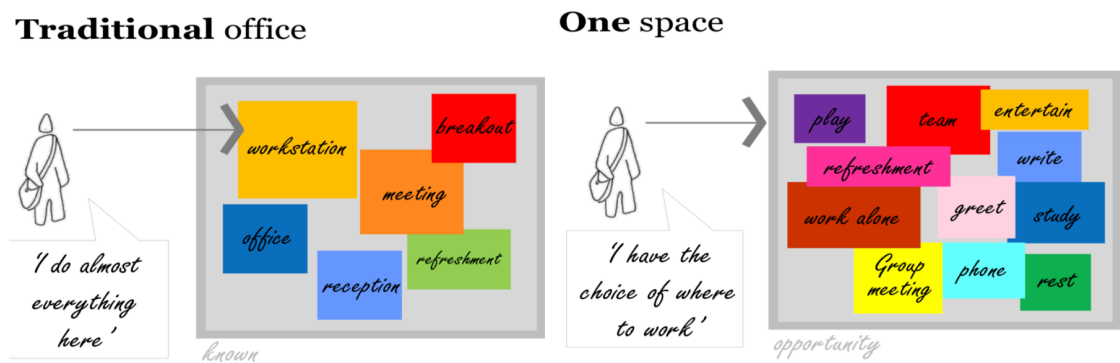 Traditional office
workstation
breakout
meeting
office
reception
refreshment
'I do almost
everything
here'
known
One space
play
team
entertain
refreshment
write
work alone
greet
study
Group
meeting
phone
rest
'I have the
choice of where
to work'
opportunity